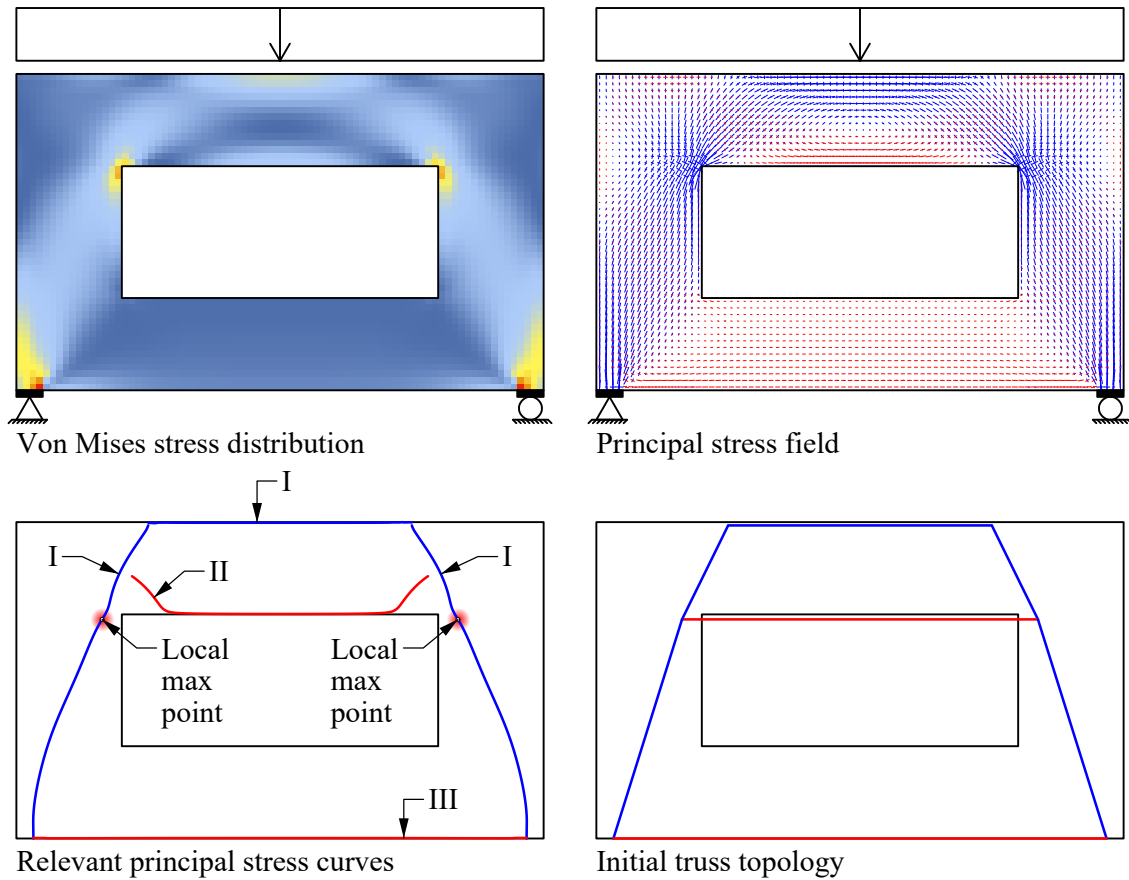 Von Mises stress distribution
Principal stress field
I
I
II
I
Local
max
point
Local
max
point
III
Relevant principal stress curves
Initial truss topology